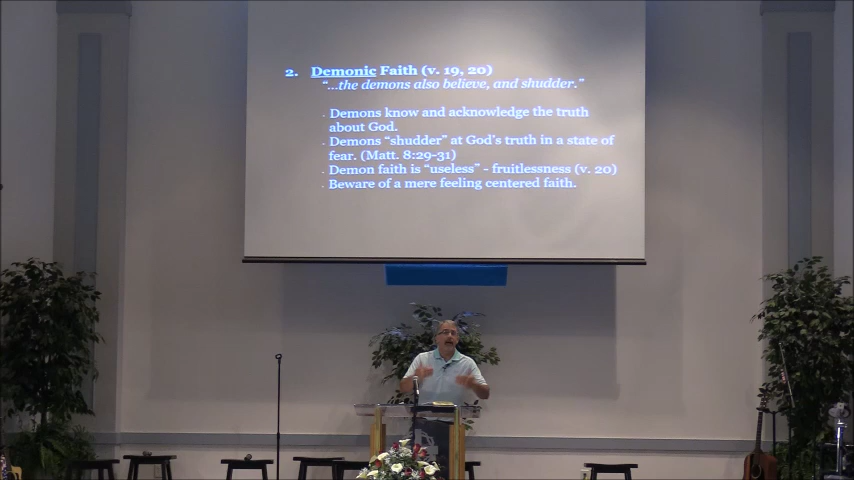 2. Demonic Faith (v. 19, 20)
"...the demons also believe, and shudder."
- Demons know and acknowledge the truth
about God.
- Demons "shudder" at God's truth in a state of
fear. (Matt. 8:29-31)
- Demon faith is "useless" - fruitlessness (v. 20)
- Beware of a mere feeling centered faith.